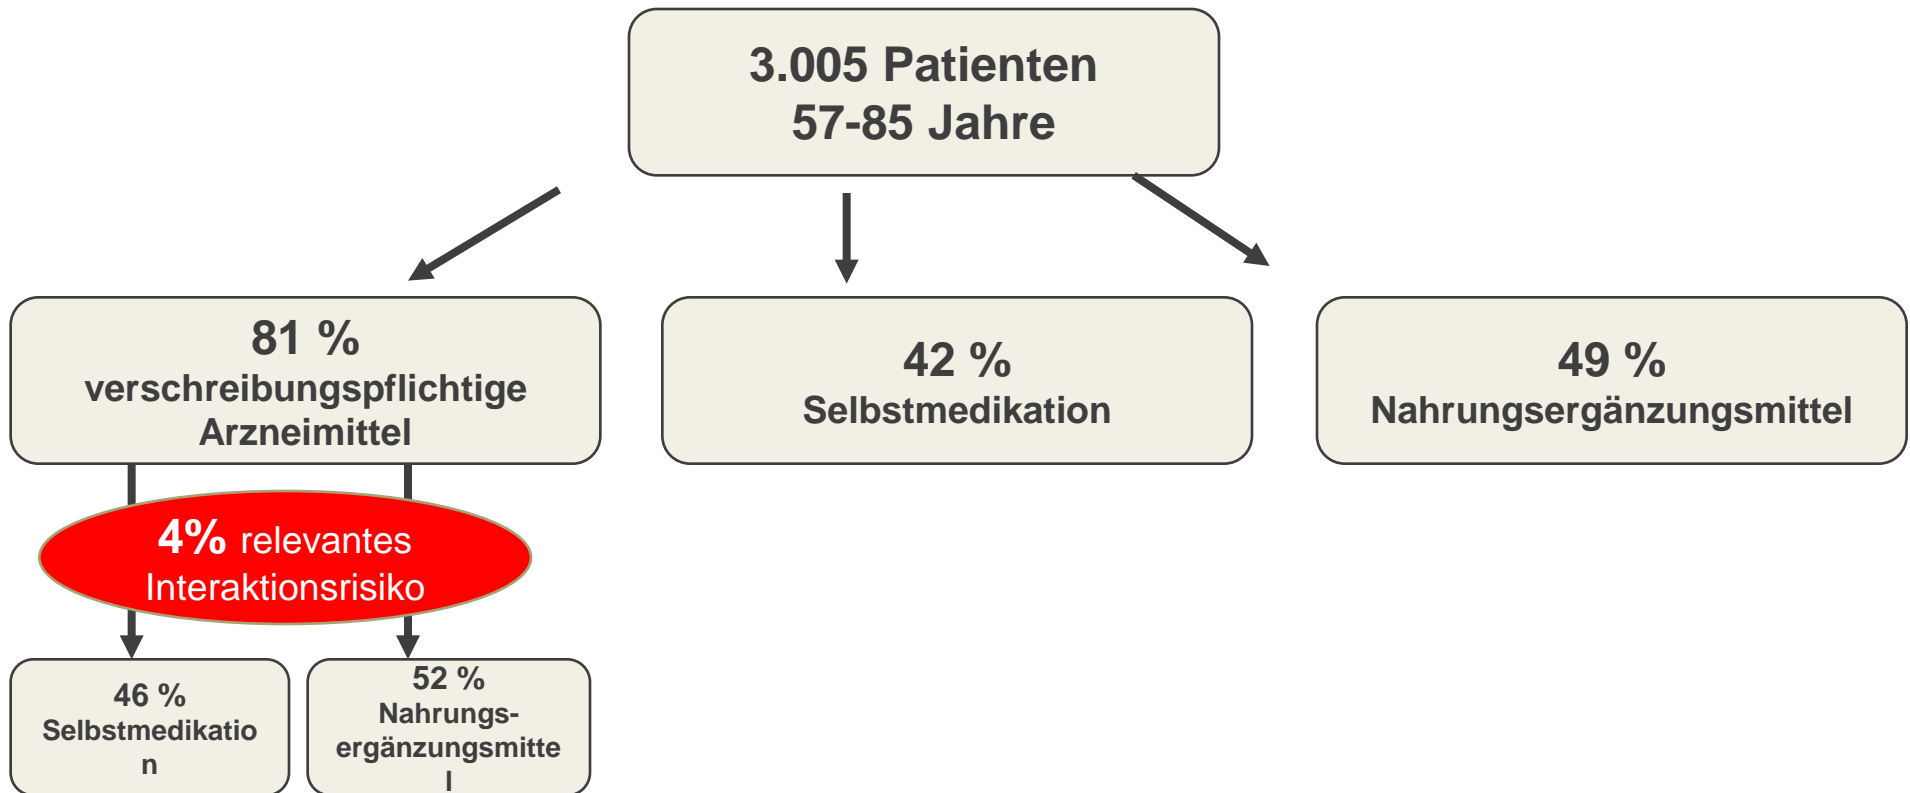 3.005 Patienten
57-85 Jahre
81 %
verschreibungspflichtige
Arzneimittel
42 %
Selbstmedikation
49 %
Nahrungsergänzungsmittel
4% relevantes
Interaktionsrisiko
46 %
Selbstmedikatio
n
52 %
Nahrungs-
ergänzungsmitte
l